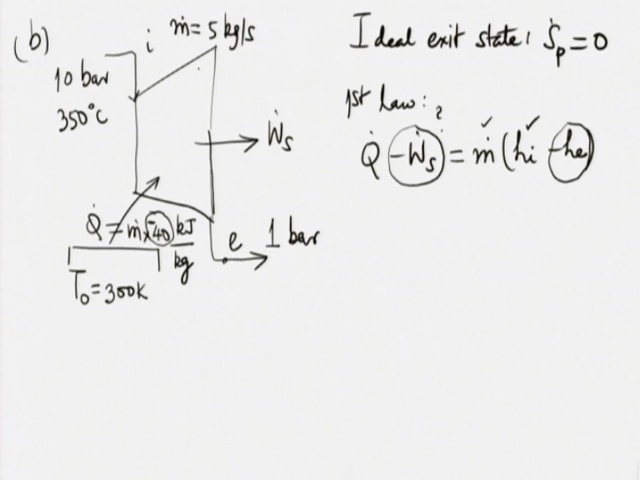 (b)
i ṁ = 5 kg/s
10 bar
350°C
Ẇs
Q̇ = ṁ x -40 kJ/kg
e 1 bar
T₀ = 300K
Ideal exit state: Ṡp = 0
1st Law:
?
Q̇ - Ẇs = ṁ (hi - he)